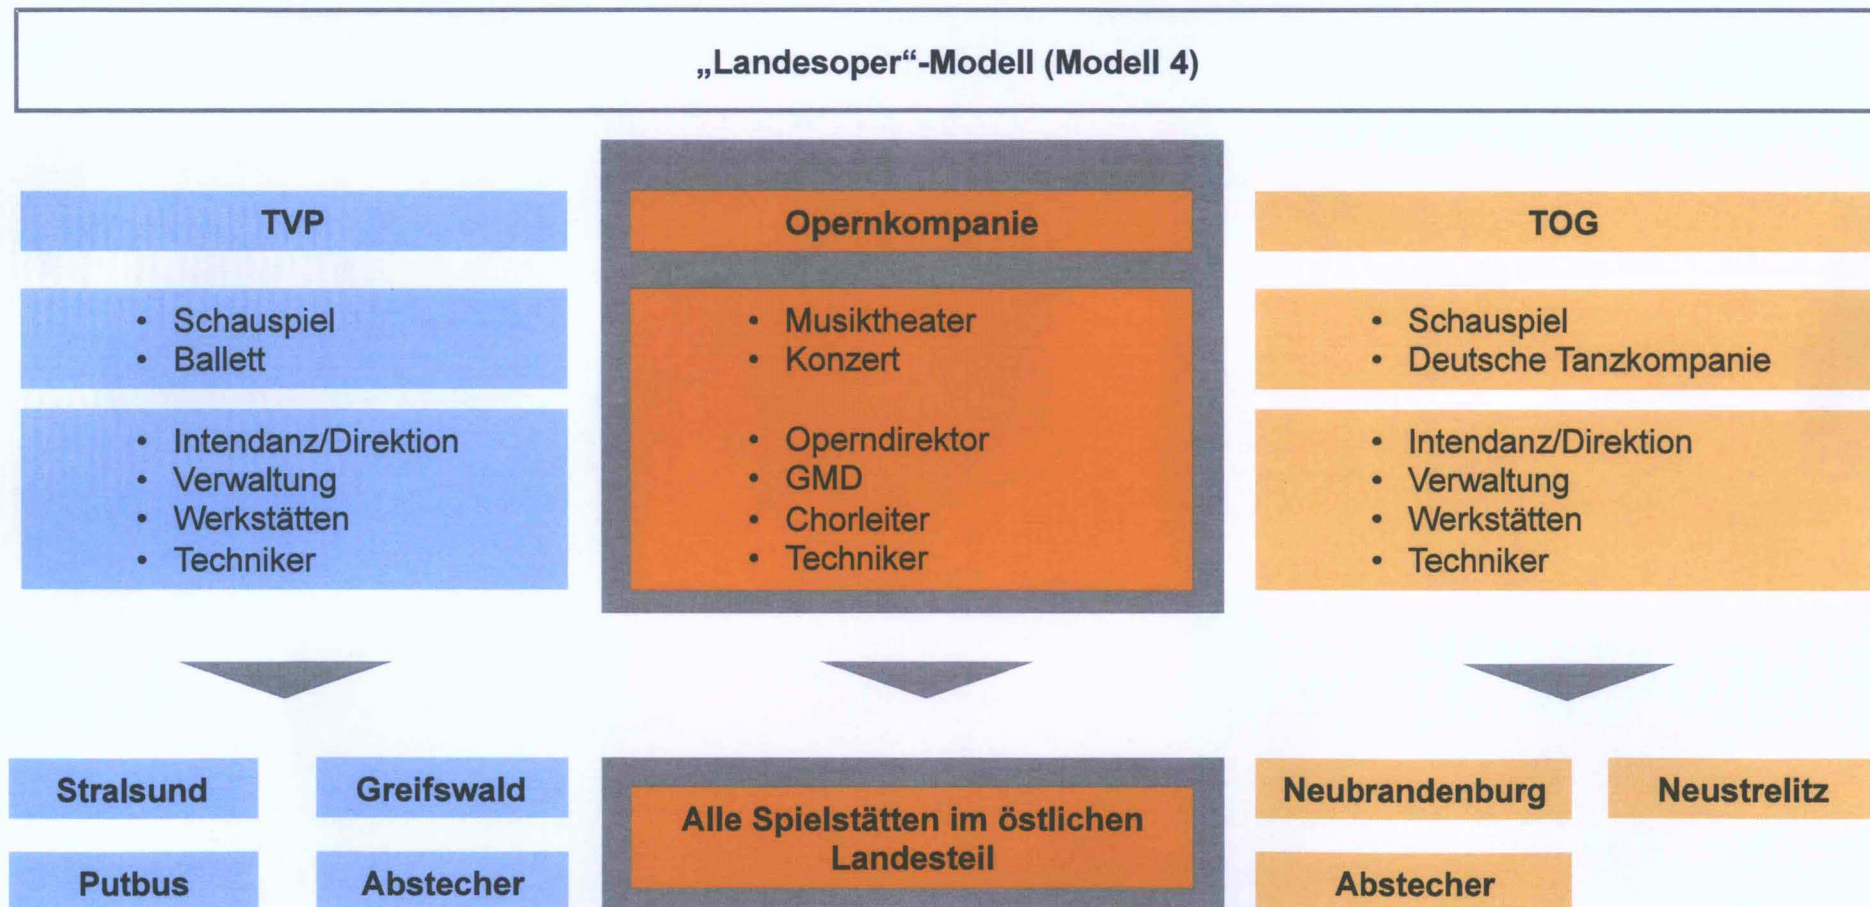 „Landesoper“-Modell (Modell 4)
TVP
• Schauspiel
• Ballett
• Intendanz/Direktion
• Verwaltung
• Werkstätten
• Techniker
Stralsund
Greifswald
Putbus
Abstecher
Opernkompanie
• Musiktheater
• Konzert
• Operndirektor
• GMD
• Chorleiter
• Techniker
Alle Spielstätten im östlichen
Landesteil
TOG
• Schauspiel
• Deutsche Tanzkompanie
• Intendanz/Direktion
• Verwaltung
• Werkstätten
• Techniker
Neubrandenburg
Neustrelitz
Abstecher